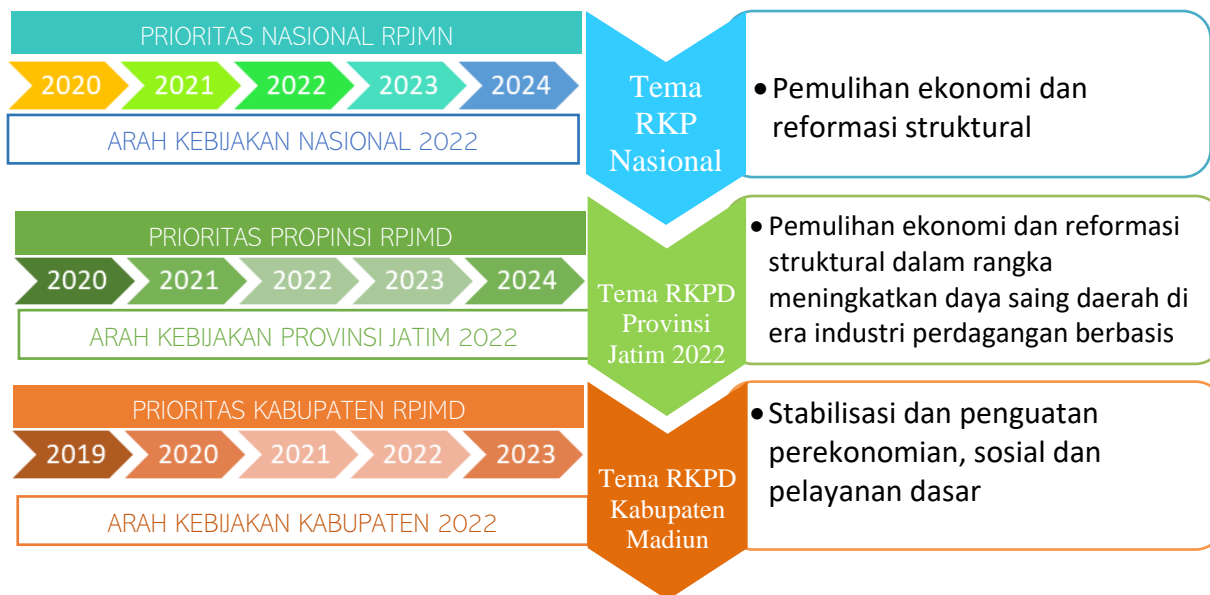 PRIORITAS NASIONAL RPJMN
2020 2021 2022 2023 2024
ARAH KEBIJAKAN NASIONAL 2022
Tema
RKP
Nasional
• Pemulihan ekonomi dan
reformasi struktural
PRIORITAS PROPINSI RPJMD
2020 2021 2022 2023 2024
ARAH KEBIJAKAN PROVINSI JATIM 2022
Tema RKPD
Provinsi
Jatim 2022
• Pemulihan ekonomi dan reformasi
struktural dalam rangka
meningkatkan daya saing daerah di
era industri perdagangan berbasis
PRIORITAS KABUPATEN RPJMD
2019 2020 2021 2022 2023
ARAH KEBIJAKAN KABUPATEN 2022
Tema RKPD
Kabupaten
Madiun
• Stabilisasi dan penguatan
perekonomian, sosial dan
pelayanan dasar